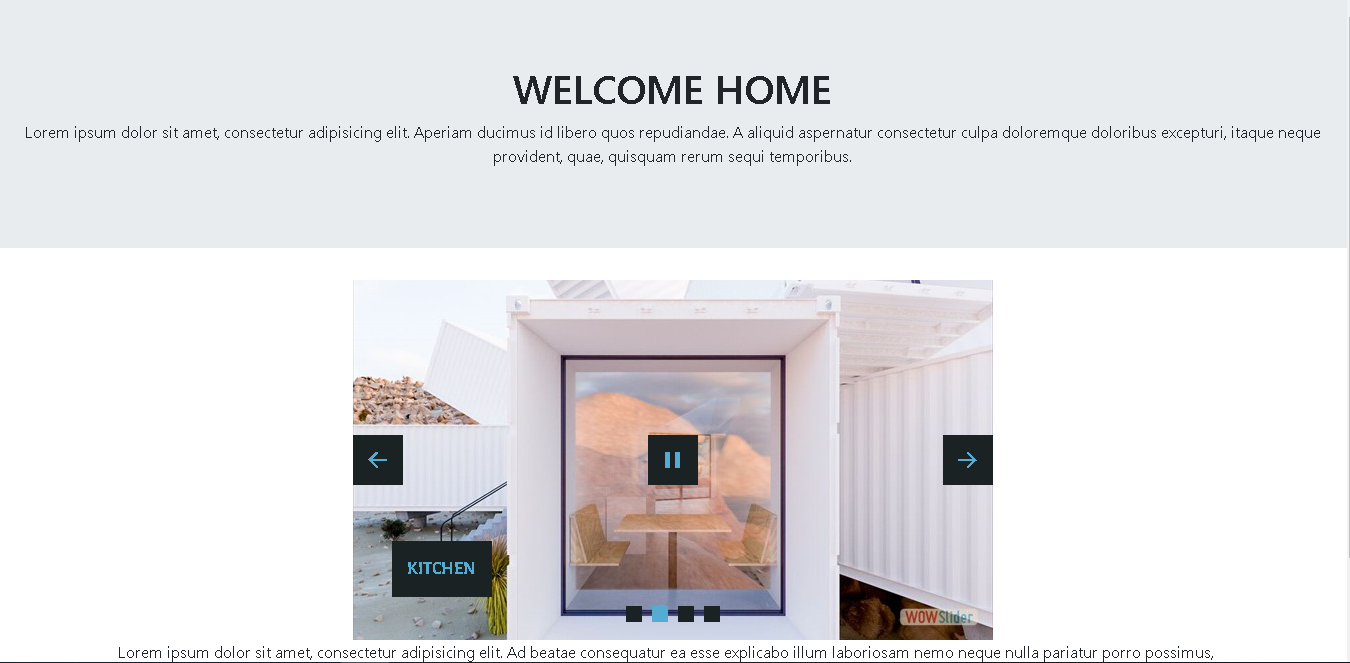 WELCOME HOME
Lorem ipsum dolor sit amet, consectetur adipisicing elit. Aperiam ducimus id libero quos repudiandae. A aliquid aspernatur consectetur culpa doloremque doloribus excepturi, itaque neque
provident, quae, quisquam rerum sequi temporibus.
KITCHEN
WOWSlider
Lorem ipsum dolor sit amet, consectetur adipisicing elit. Ad beatae consequatur ea esse explicabo illum laboriosam nemo neque nulla pariatur porro possimus,